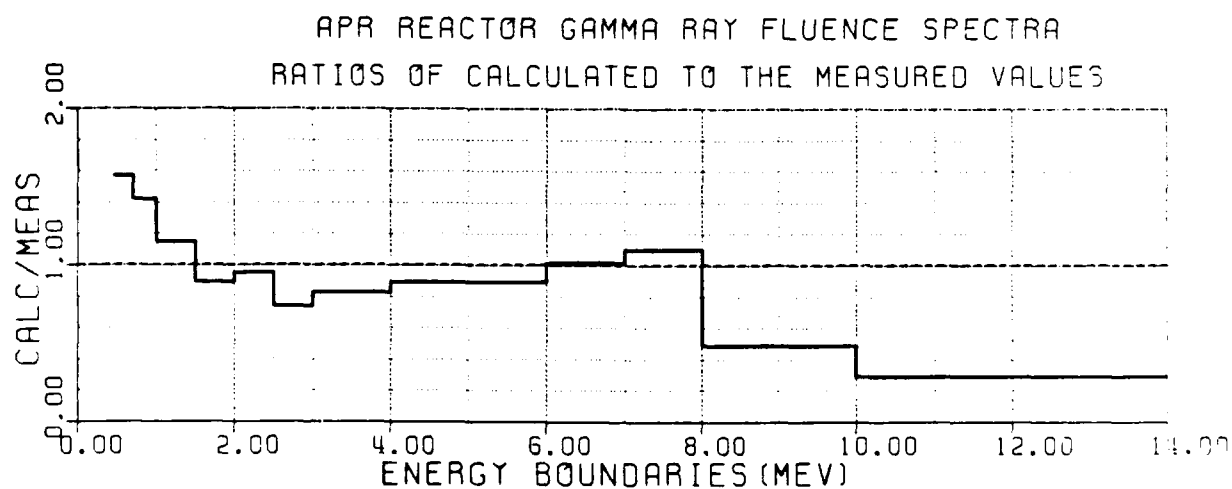 APR REACTOR GAMMA RAY FLUENCE SPECTRA
RATIOS OF CALCULATED TO THE MEASURED VALUES
2.00
1.00
0.00
CALC/MEAS
0.00 2.00 4.00 6.00 8.00 10.00 12.00 14.00
ENERGY BOUNDARIES (MEV)